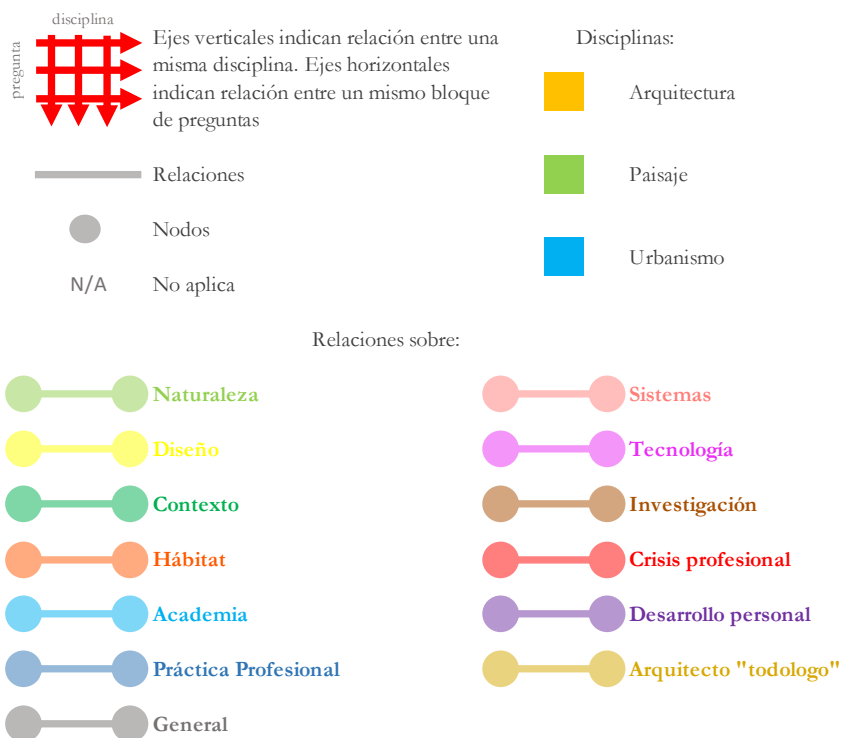 disciplina
pregunta
Ejes verticales indican relación entre una
misma disciplina. Ejes horizontales
indican relación entre un mismo bloque
de preguntas
Relaciones
Nodos
N/A No aplica
Disciplinas:
Arquitectura
Paisaje
Urbanismo
Relaciones sobre:
Naturaleza
Diseño
Contexto
Hábitat
Academia
Práctica Profesional
General
Sistemas
Tecnología
Investigación
Crisis profesional
Desarrollo personal
Arquitecto "todologo"